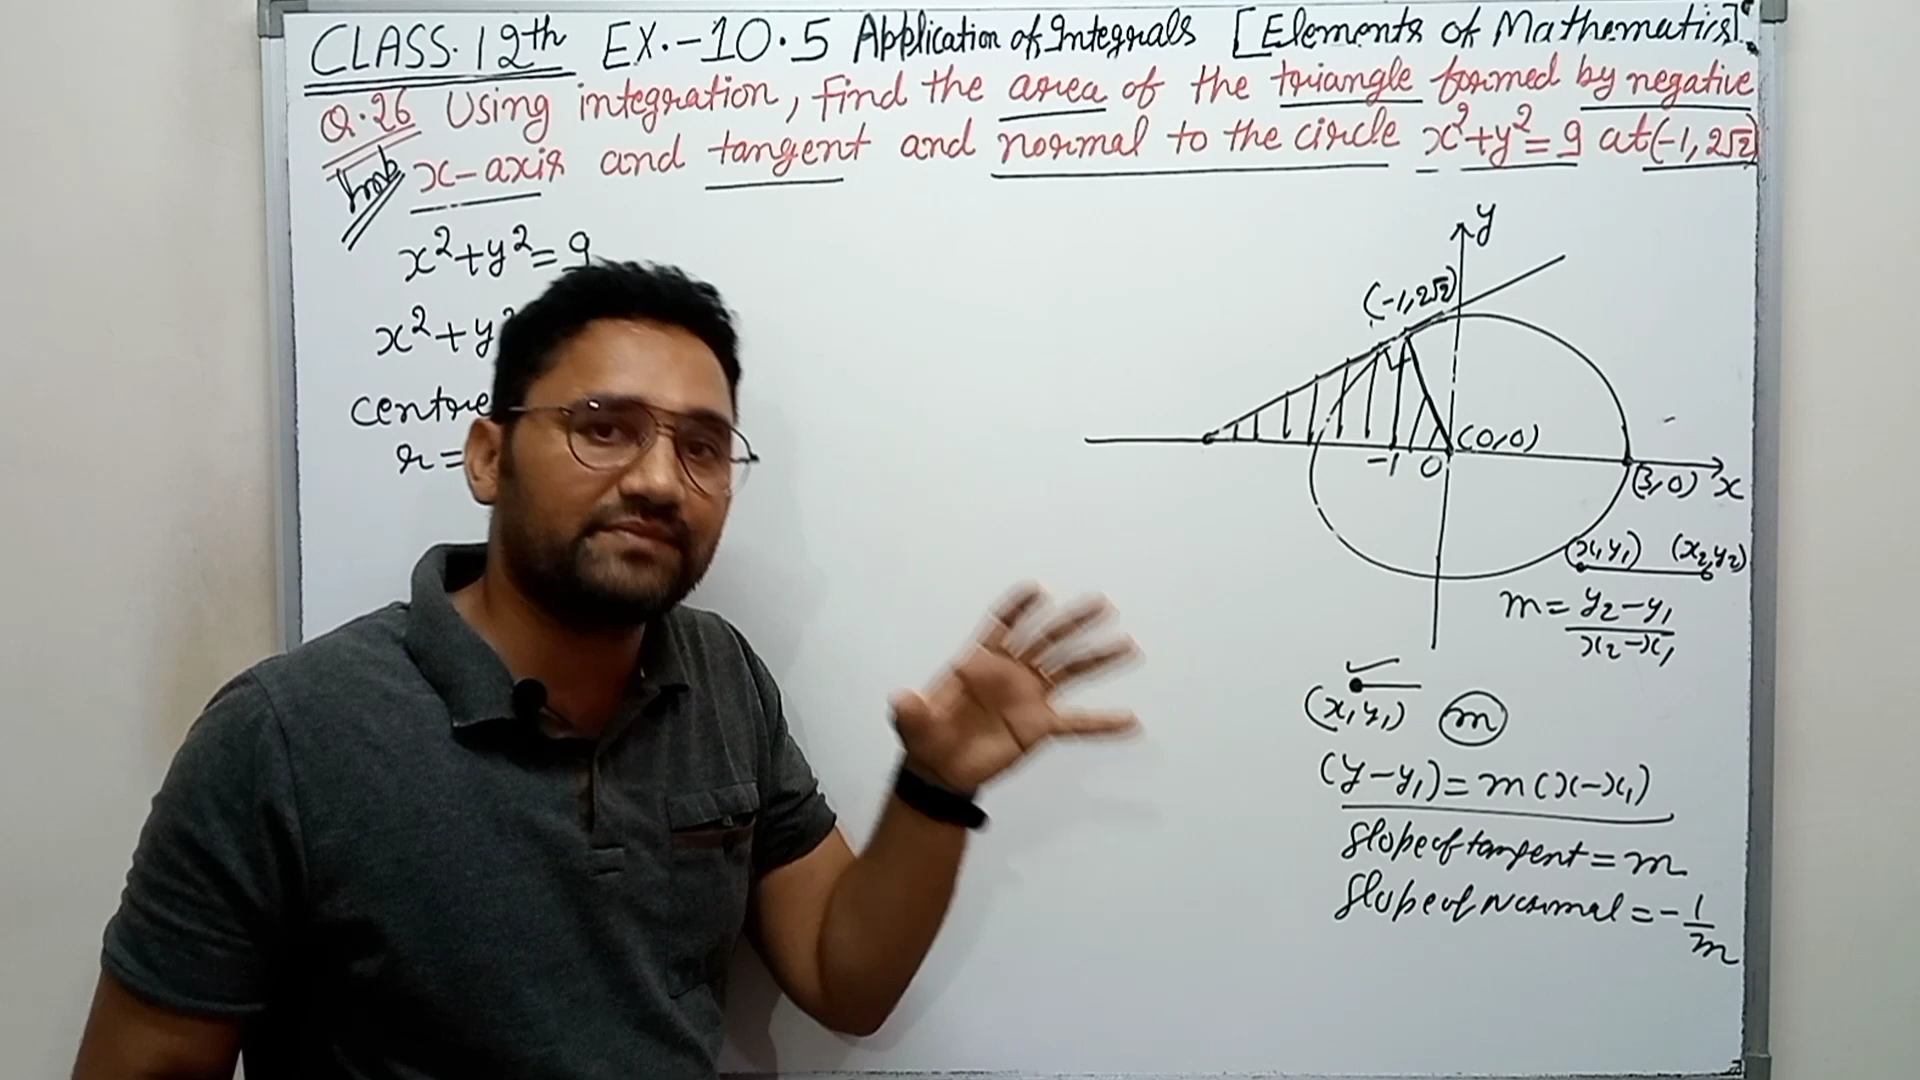 CLASS. 12th EX.-10.5 Application of Integrals [Elements of Mathematics]
Q.26 Using integration, Find the area of the triangle formed by negative
Imb x-axis and tangent and normal to the circle x²+y²=9 at(-1,2√2)
x²+y²=9
x²+y²
centre
r=
y
(-1,2√2)
(0,0)
-1 0
(3,0) x
(x₁,y₁) (x₂,y₂)
m=y₂-y₁/x₂-x₁
(x₁,y₁) m
(y-y₁)=m(x-x₁)
Slope of tangent=m
Slope of Normal=-1/m